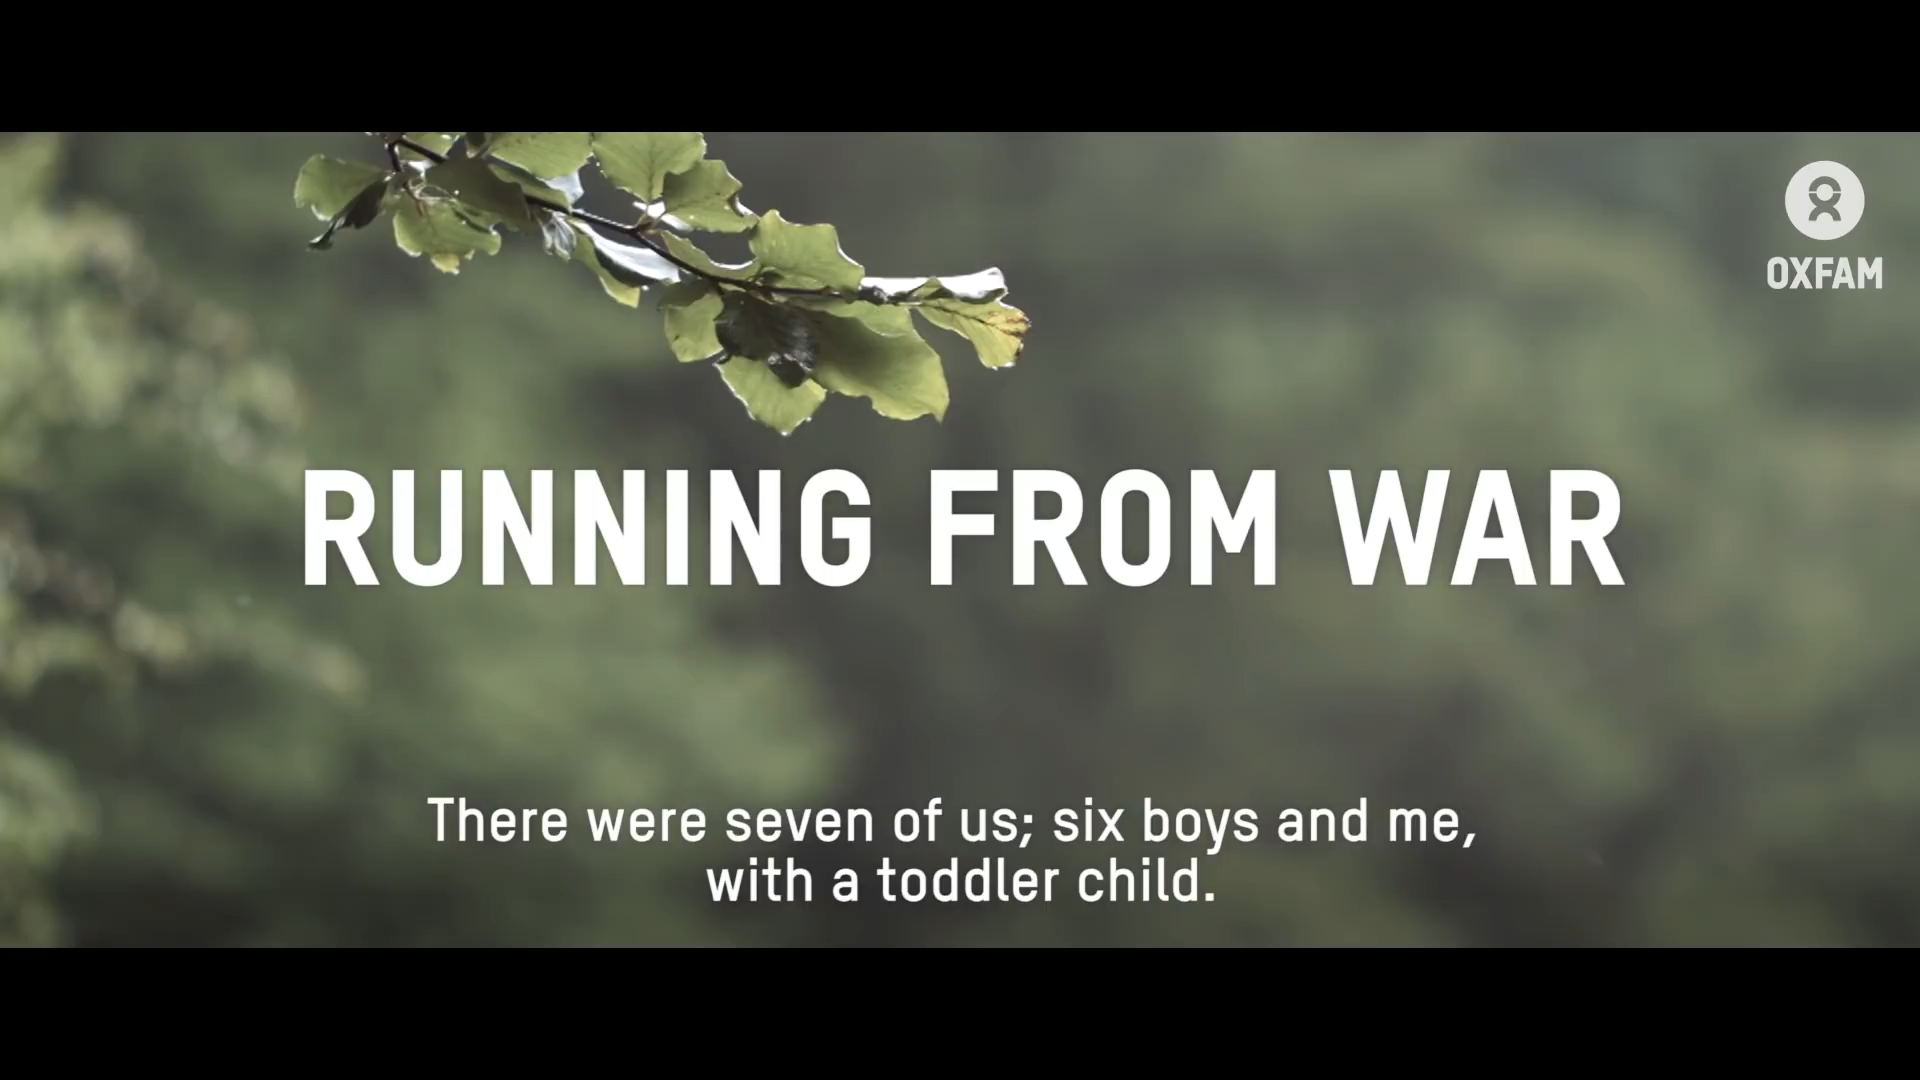 OXFAM
RUNNING FROM WAR
There were seven of us; six boys and me,
with a toddler child.